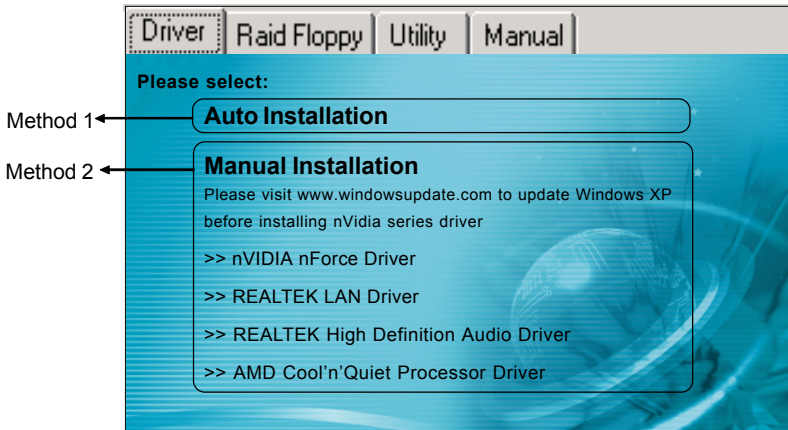 Driver Raid Floppy Utility Manual
Please select:
Method 1
Auto Installation
Method 2
Manual Installation
Please visit www.windowsupdate.com to update Windows XP
before installing nVidia series driver
>> nVIDIA nForce Driver
>> REALTEK LAN Driver
>> REALTEK High Definition Audio Driver
>> AMD Cool’n’Quiet Processor Driver